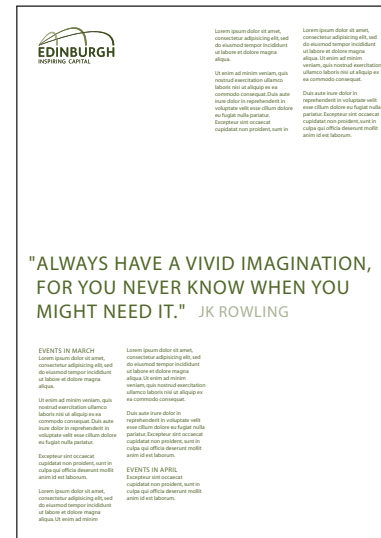 EDINBURGH
INSPIRING CAPITAL
Lorem ipsum dolor sit amet,
consectetur adipisicing elit, sed
do eiusmod tempor incididunt
ut labore et dolore magna
aliqua.
Ut enim ad minim veniam, quis
nostrud exercitation ullamco
laboris nisi ut aliquip ex ea
commodo consequat. Duis aute
irure dolor in reprehenderit in
voluptate velit esse cillum dolore
eu fugiat nulla pariatur.
Excepteur sint occaecat
cupidatat non proident, sunt in
Lorem ipsum dolor sit amet,
consectetur adipisicing elit, sed
do eiusmod tempor incididunt
ut labore et dolore magna
aliqua. Ut enim ad minim
veniam, quis nostrud exercitation
ullamco laboris nisi ut aliquip ex
ea commodo consequat.
Duis aute irure dolor in
reprehenderit in voluptate velit
esse cillum dolore eu fugiat nulla
pariatur. Excepteur sint occaecat
cupidatat non proident, sunt in
culpa qui officia deserunt mollit
anim id est laborum.
"ALWAYS HAVE A VIVID IMAGINATION,
FOR YOU NEVER KNOW WHEN YOU
MIGHT NEED IT." JK ROWLING
EVENTS IN MARCH
Lorem ipsum dolor sit amet,
consectetur adipisicing elit, sed
do eiusmod tempor incididunt
ut labore et dolore magna
aliqua.
Ut enim ad minim veniam, quis
nostrud exercitation ullamco
laboris nisi ut aliquip ex ea
commodo consequat. Duis aute
irure dolor in reprehenderit in
voluptate velit esse cillum dolore
eu fugiat nulla pariatur.
Excepteur sint occaecat
cupidatat non proident, sunt in
culpa qui officia deserunt mollit
anim id est laborum.
Lorem ipsum dolor sit amet,
consectetur adipisicing elit, sed
do eiusmod tempor incididunt
ut labore et dolore magna
aliqua. Ut enim ad minim
Lorem ipsum dolor sit amet,
consectetur adipisicing elit, sed
do eiusmod tempor incididunt
ut labore et dolore magna
aliqua. Ut enim ad minim
veniam, quis nostrud exercitation
ullamco laboris nisi ut aliquip ex
ea commodo consequat.
Duis aute irure dolor in
reprehenderit in voluptate velit
esse cillum dolore eu fugiat nulla
pariatur. Excepteur sint occaecat
cupidatat non proident, sunt in
culpa qui officia deserunt mollit
anim id est laborum.
EVENTS IN APRIL
Excepteur sint occaecat
cupidatat non proident, sunt in
culpa qui officia deserunt mollit
anim id est laborum.